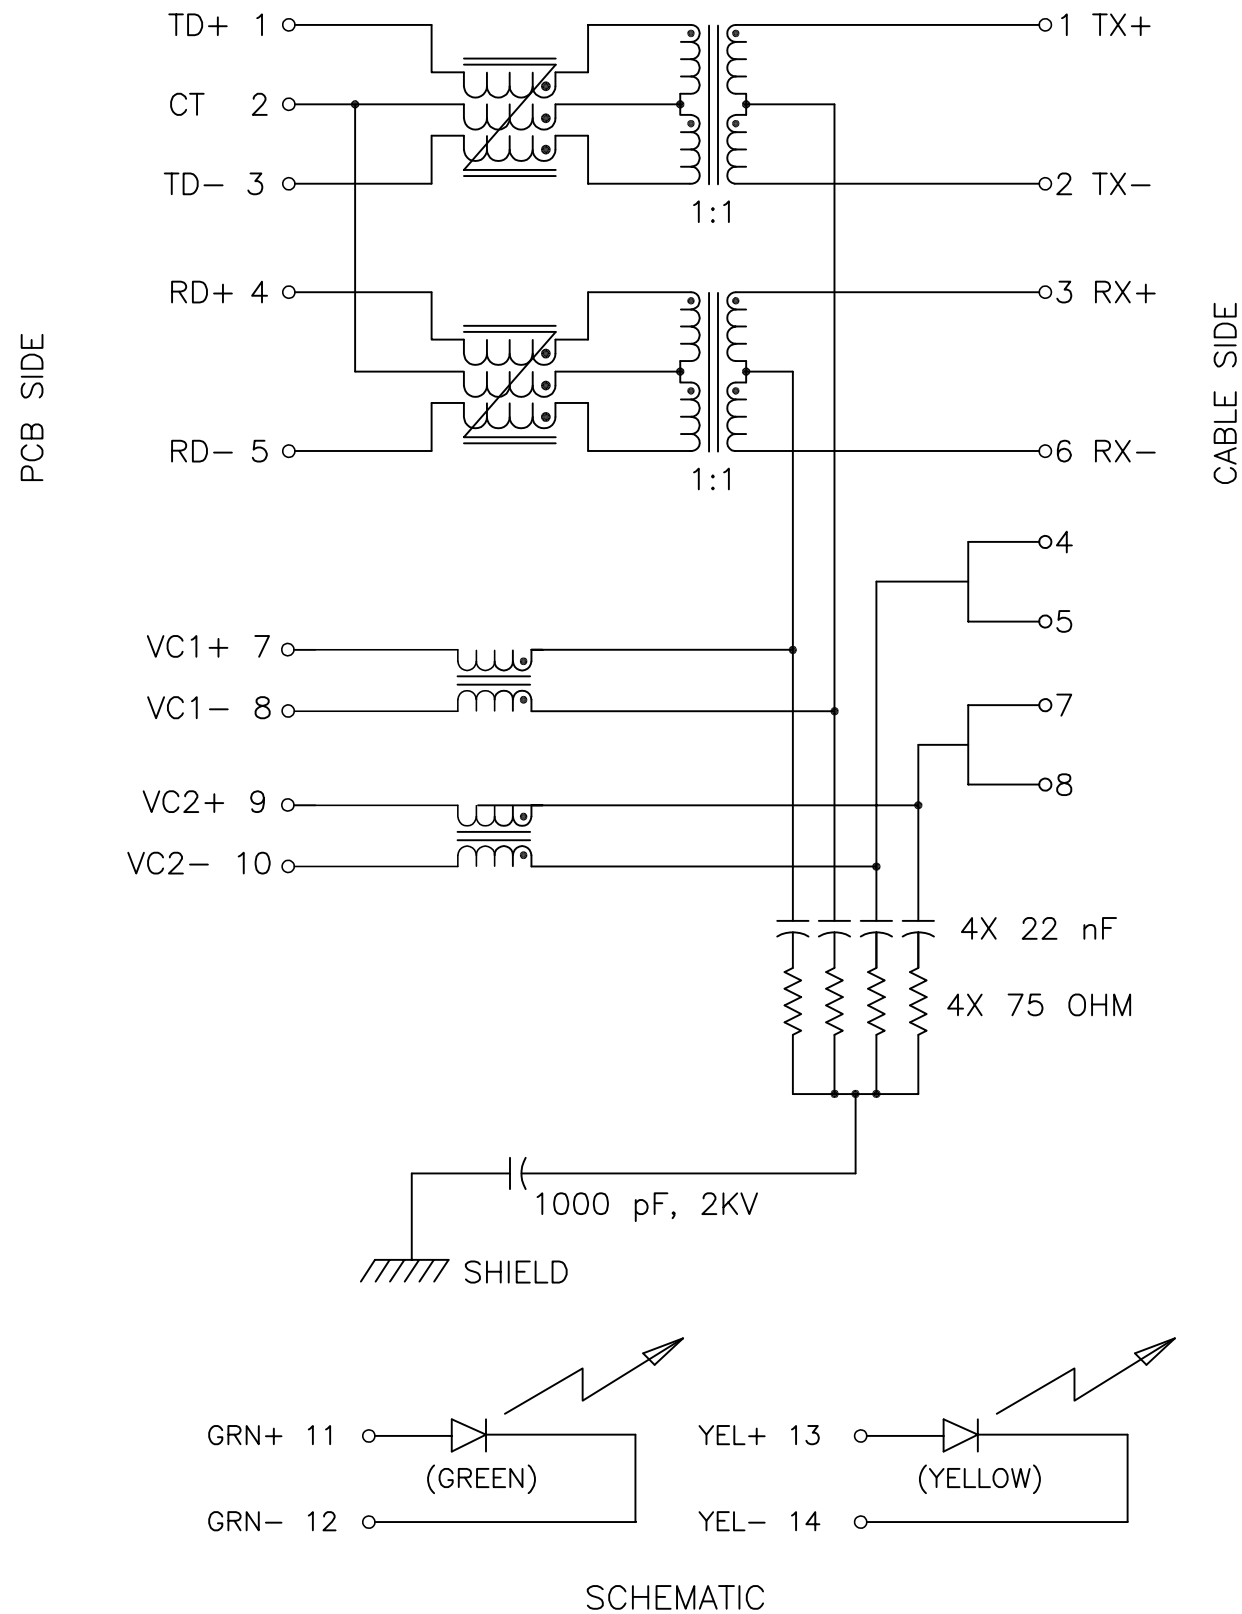 TD+ 1
1 TX+
CT 2
TD- 3
2 TX-
1:1
RD+ 4
3 RX+
PCB SIDE
CABLE SIDE
RD- 5
6 RX-
1:1
4
5
VC1+ 7
VC1- 8
7
8
VC2+ 9
VC2- 10
4X 22 nF
4X 75 OHM
1000 pF, 2KV
SHIELD
GRN+ 11
(GREEN)
GRN- 12
YEL+ 13
(YELLOW)
YEL- 14
SCHEMATIC